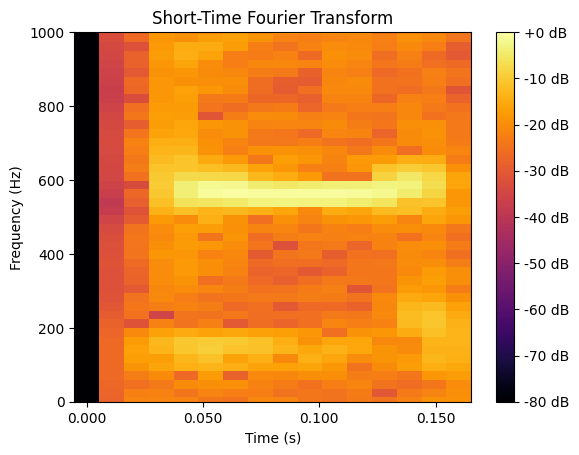 Short-Time Fourier Transform
Frequency (Hz)
1000
800
600
400
200
0
0.000
0.050
0.100
0.150
Time (s)
+0 dB
-10 dB
-20 dB
-30 dB
-40 dB
-50 dB
-60 dB
-70 dB
-80 dB